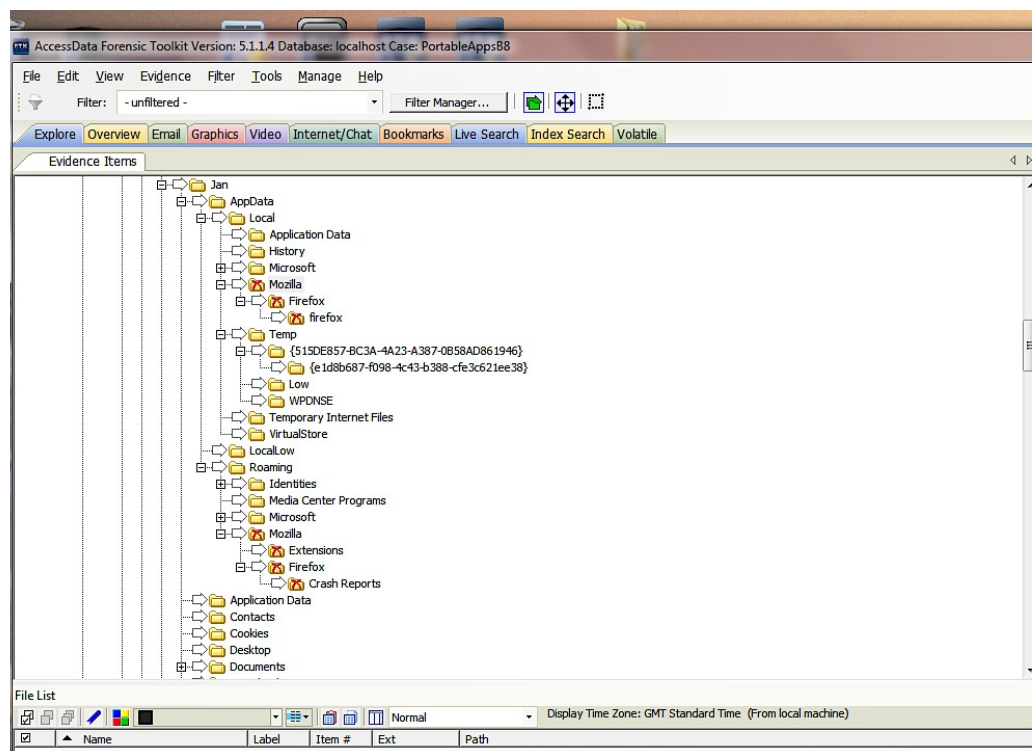 AccessData Forensic Toolkit Version: 5.1.1.4 Database: localhost Case: PortableAppsB8
File Edit View Evidence Filter Tools Manage Help
Filter: - unfiltered - Filter Manager...
Explore Overview Email Graphics Video Internet/Chat Bookmarks Live Search Index Search Volatile
Evidence Items
Jan
AppData
Local
Application Data
History
Microsoft
Mozilla
Firefox
firefox
Temp
{515DE857-BC3A-4A23-A387-0B58AD861946}
{e1d8b687-f098-4c43-b388-cfe3c621ee38}
Low
WPDNSE
Temporary Internet Files
VirtualStore
LocalLow
Roaming
Identities
Media Center Programs
Microsoft
Mozilla
Extensions
Firefox
Crash Reports
Application Data
Contacts
Cookies
Desktop
Documents
File List
Normal Display Time Zone: GMT Standard Time (From local machine)
Name Label Item # Ext Path